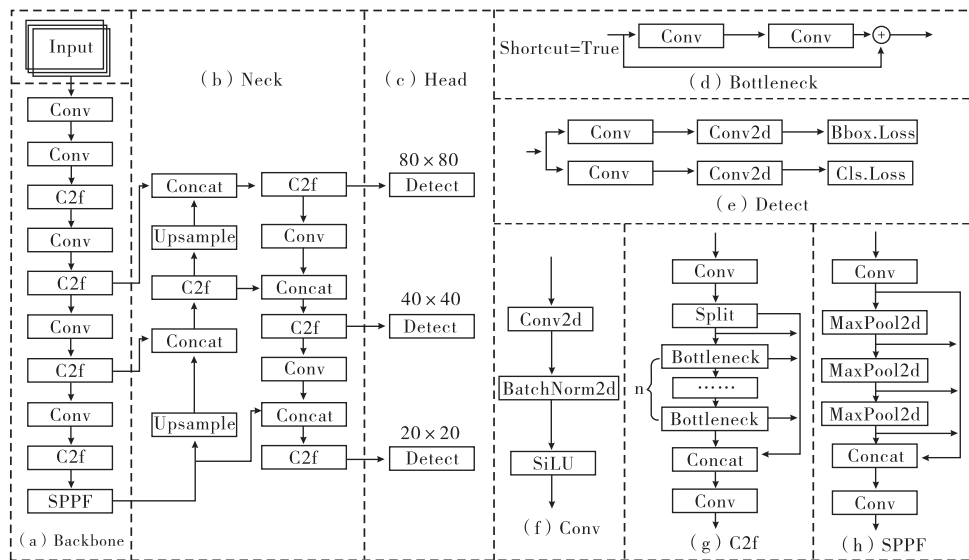 Input
Conv
Conv
C2f
Conv
C2f
Conv
C2f
Conv
C2f
SPPF
(a) Backbone
(b) Neck
Concat
Upsample
C2f
Concat
Upsample
C2f
Conv
Concat
C2f
Conv
Concat
C2f
(c) Head
80×80
Detect
40×40
Detect
20×20
Detect
Shortcut=True
Conv
Conv
+
(d) Bottleneck
Conv
Conv2d
Bbox.Loss
Conv
Conv2d
Cls.Loss
(e) Detect
Conv2d
BatchNorm2d
SiLU
(f) Conv
Conv
Split
Bottleneck
n
……
Bottleneck
Concat
Conv
(g) C2f
Conv
MaxPool2d
MaxPool2d
MaxPool2d
Concat
Conv
(h) SPPF